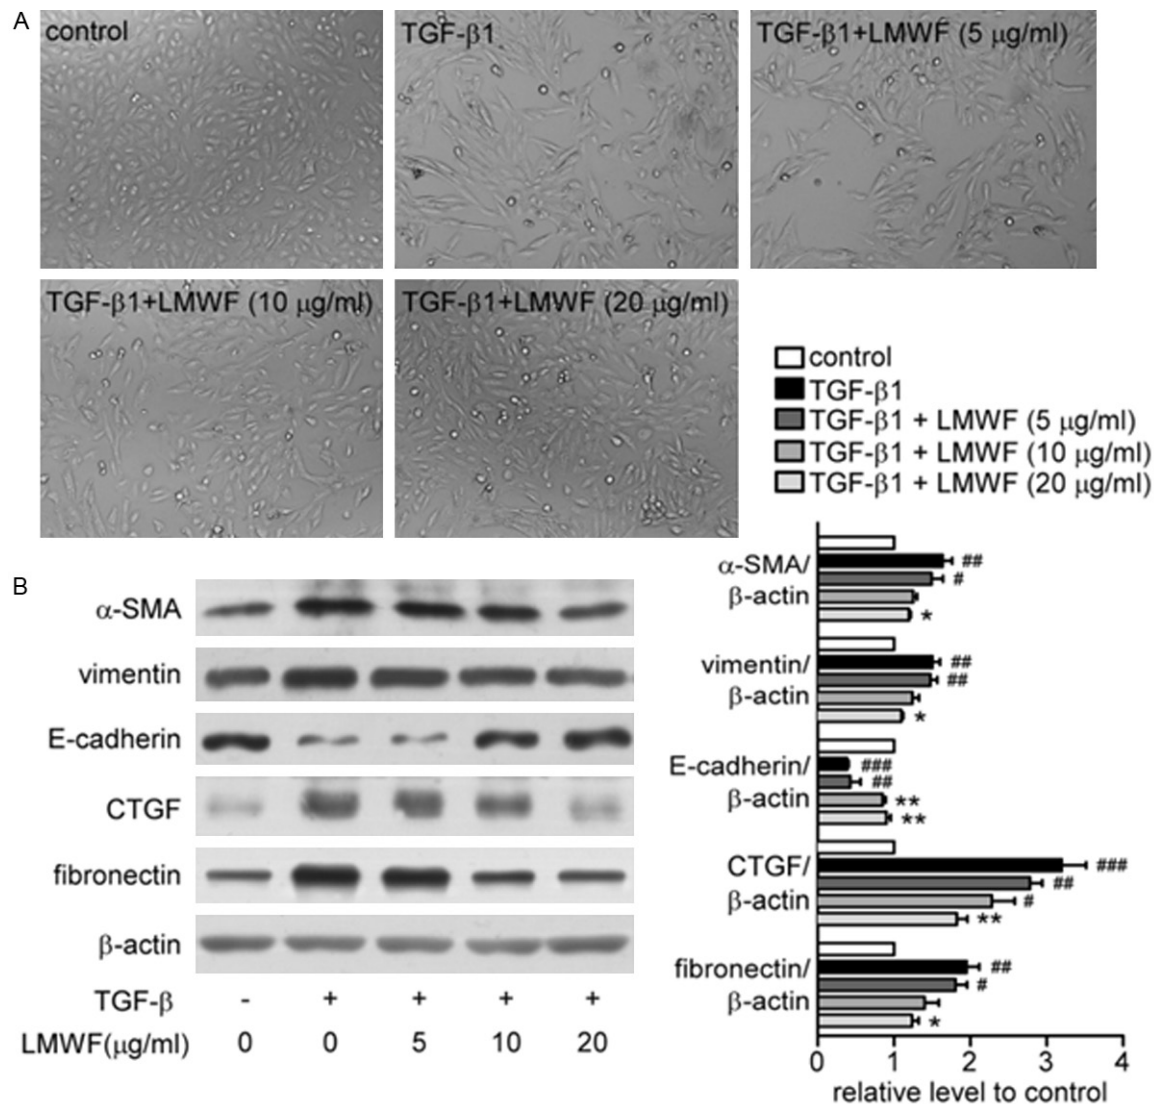 A
control
TGF-β1
TGF-β1+LMWF (5 μg/ml)
TGF-β1+LMWF (10 μg/ml)
TGF-β1+LMWF (20 μg/ml)
control
TGF-β1
TGF-β1 + LMWF (5 μg/ml)
TGF-β1 + LMWF (10 μg/ml)
TGF-β1 + LMWF (20 μg/ml)
B
α-SMA
vimentin
E-cadherin
CTGF
fibronectin
β-actin
TGF-β - + + + +
LMWF(μg/ml) 0 0 5 10 20
α-SMA/
β-actin
##
#
*
vimentin/
β-actin
##
##
*
E-cadherin/
β-actin
###
##
**
**
CTGF/
β-actin
###
##
#
**
fibronectin/
β-actin
##
#
*
0 1 2 3 4
relative level to control